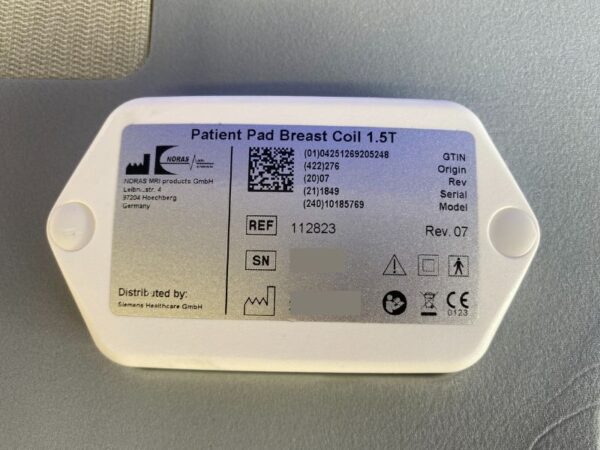 Patient Pad Breast Coil 1.5T
NORAS
NORAS MRI products GmbH
4
97204 Hoechberg
Germany
(01)04251269205248 GTIN
(422)276 Origin
(20)07 Rev
(21)1849 Serial
(240)10185769 Model
REF 112823 Rev. 07
SN
Distributed by:
Siemens Healthcare GmbH
CE
0123